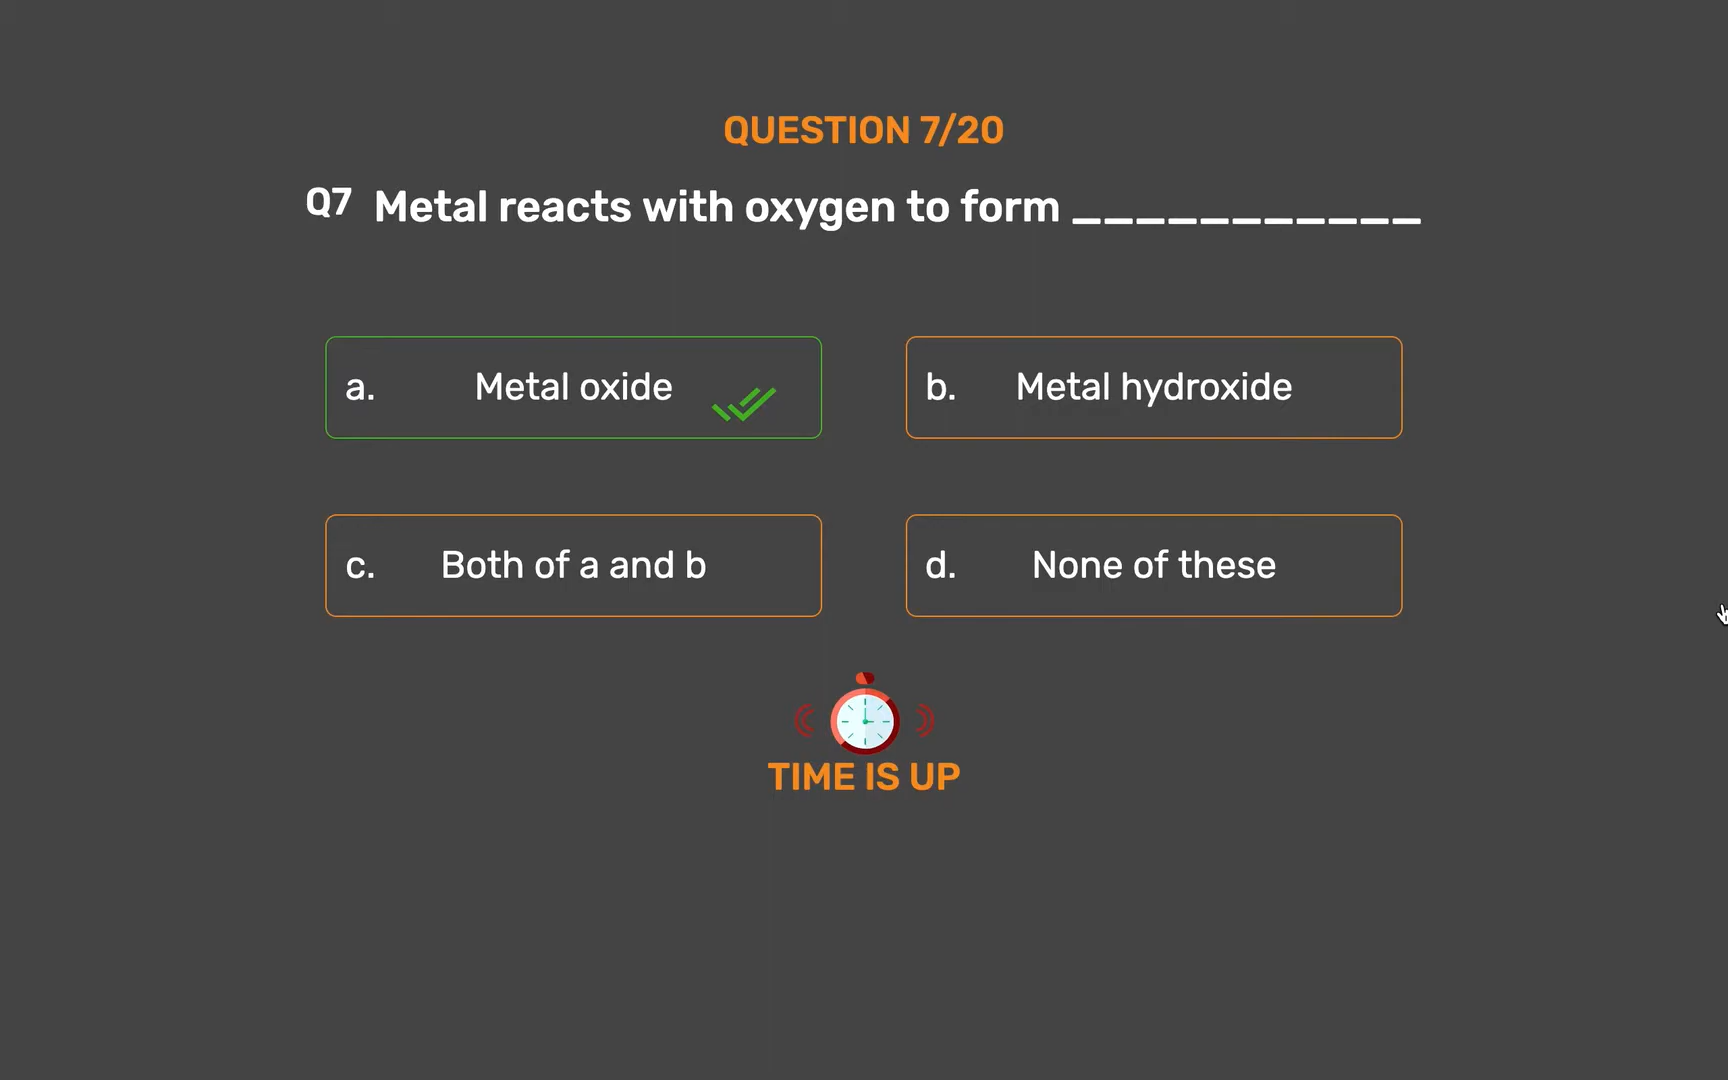 QUESTION 7/20
Q7 Metal reacts with oxygen to form ___________
a. Metal oxide
b. Metal hydroxide
c. Both of a and b
d. None of these
TIME IS UP